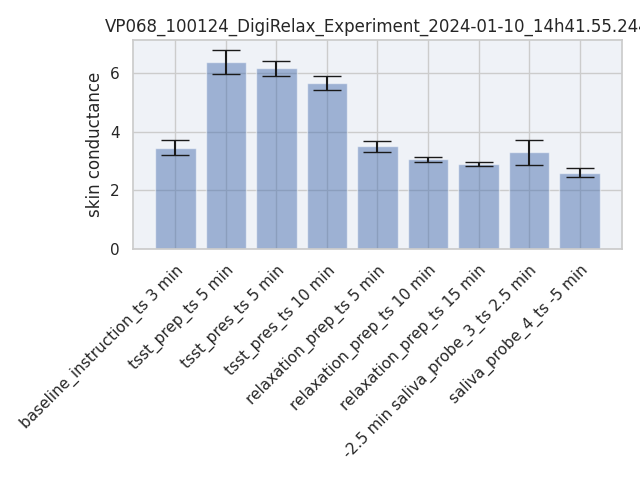 VP068_100124_DigiRelax_Experiment_2024-01-10_14h41.55.244
skin conductance
6
4
2
0
baseline_instruction_ts 3 min
tsst_prep_ts 5 min
tsst_pres_ts 5 min
tsst_pres_ts 10 min
relaxation_prep_ts 5 min
relaxation_prep_ts 10 min
relaxation_prep_ts 15 min
-2.5 min saliva_probe_3_ts 2.5 min
saliva_probe_4_ts -5 min